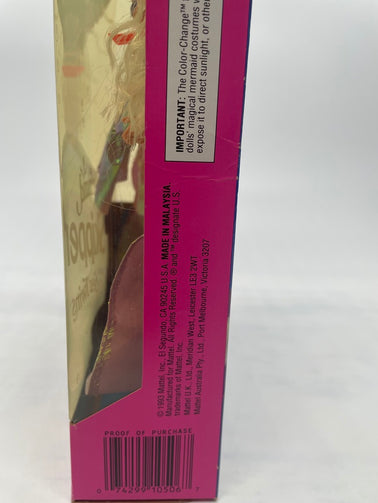 IMPORTANT: The Color-Change™
dolls' magical mermaid costumes
expose it to direct sunlight, or othe
© 1993 Mattel, Inc., El Segundo, CA 90245 U.S.A. MADE IN MALAYSIA.
Manufactured for Mattel. All Rights Reserved. ® and ™ designate U.S.
trademarks of Mattel, Inc.
Mattel U.K., Ltd., Meridian West, Leicester LE3 2WT
Mattel Australia Pty., Ltd., Port Melbourne, Victoria 3207
PROOF OF PURCHASE
0 74299 10506 7